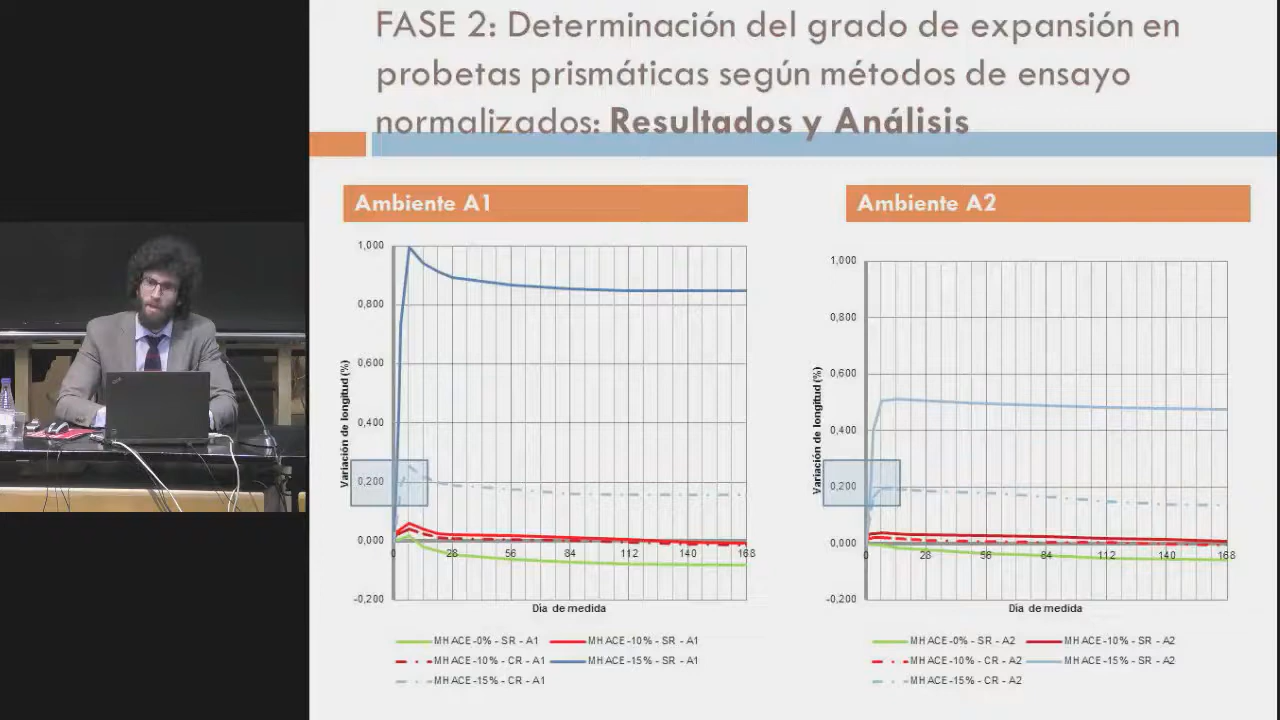 FASE 2: Determinación del grado de expansión en
probetas prismáticas según métodos de ensayo
normalizados: Resultados y Análisis
Ambiente A1
1,000
0,800
0,600
0,400
0,200
0,000
-0,200
Variación de longitud (%)
0 28 56 84 112 140 168
Día de medida
MHACE-0% - SR - A1
MHACE-10% - SR - A1
MHACE-10% - CR - A1
MHACE-15% - SR - A1
MHACE-15% - CR - A1
Ambiente A2
1,000
0,800
0,600
0,400
0,200
0,000
-0,200
Variación de longitud (%)
0 28 56 84 112 140 168
Día de medida
MHACE-0% - SR - A2
MHACE-10% - SR - A2
MHACE-10% - CR - A2
MHACE-15% - SR - A2
MHACE-15% - CR - A2